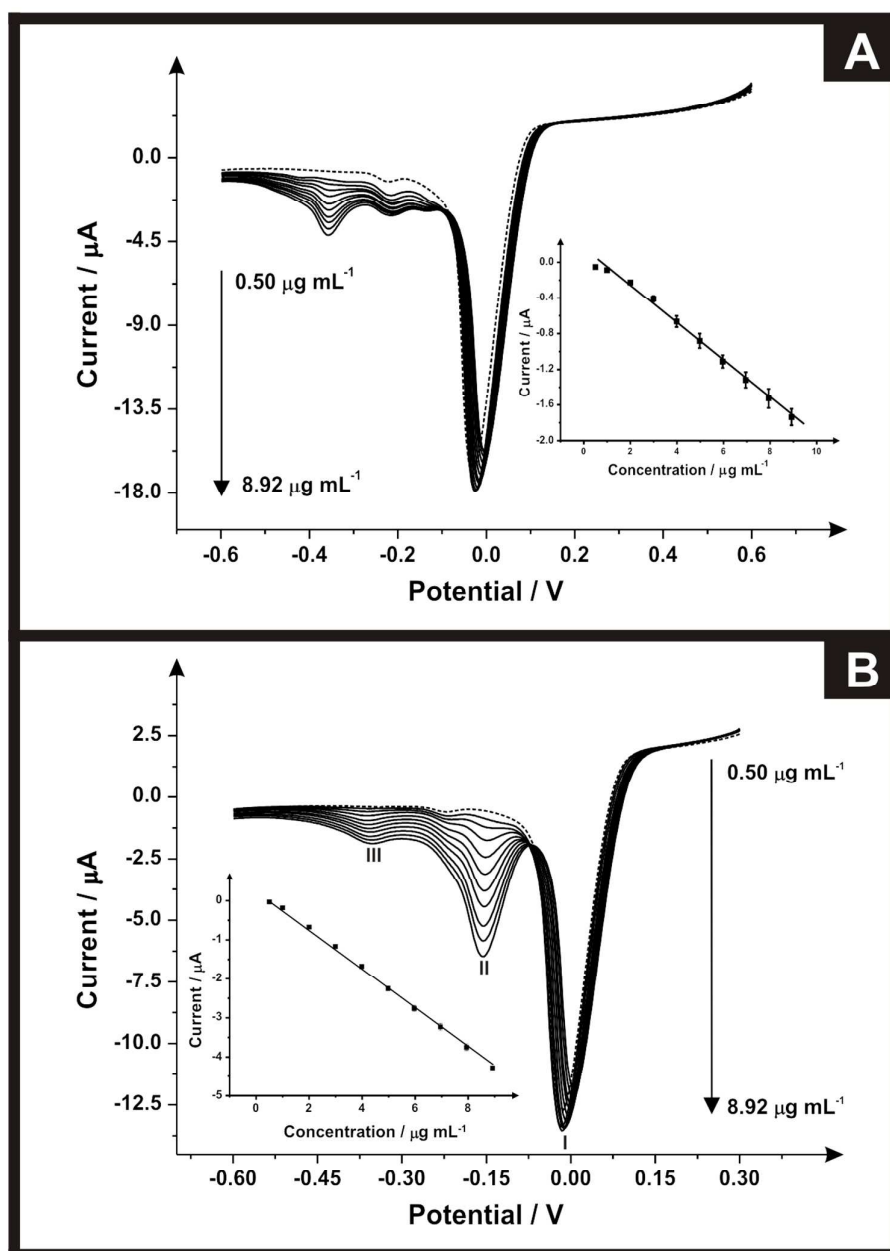 A
0.0
-4.5
-9.0
-13.5
-18.0
Current / µA
0.50 µg mL-1
8.92 µg mL-1
0.0
-0.4
-0.8
-1.2
-1.6
-2.0
Current / µA
0 2 4 6 8 10
Concentration / µg mL-1
-0.6 -0.4 -0.2 0.0 0.2 0.4 0.6
Potential / V
B
2.5
0.0
-2.5
-5.0
-7.5
-10.0
-12.5
Current / µA
0.50 µg mL-1
8.92 µg mL-1
III
II
I
0
-1
-2
-3
-4
-5
Current / µA
0 2 4 6 8
Concentration / µg mL-1
-0.60 -0.45 -0.30 -0.15 0.00 0.15 0.30
Potential / V